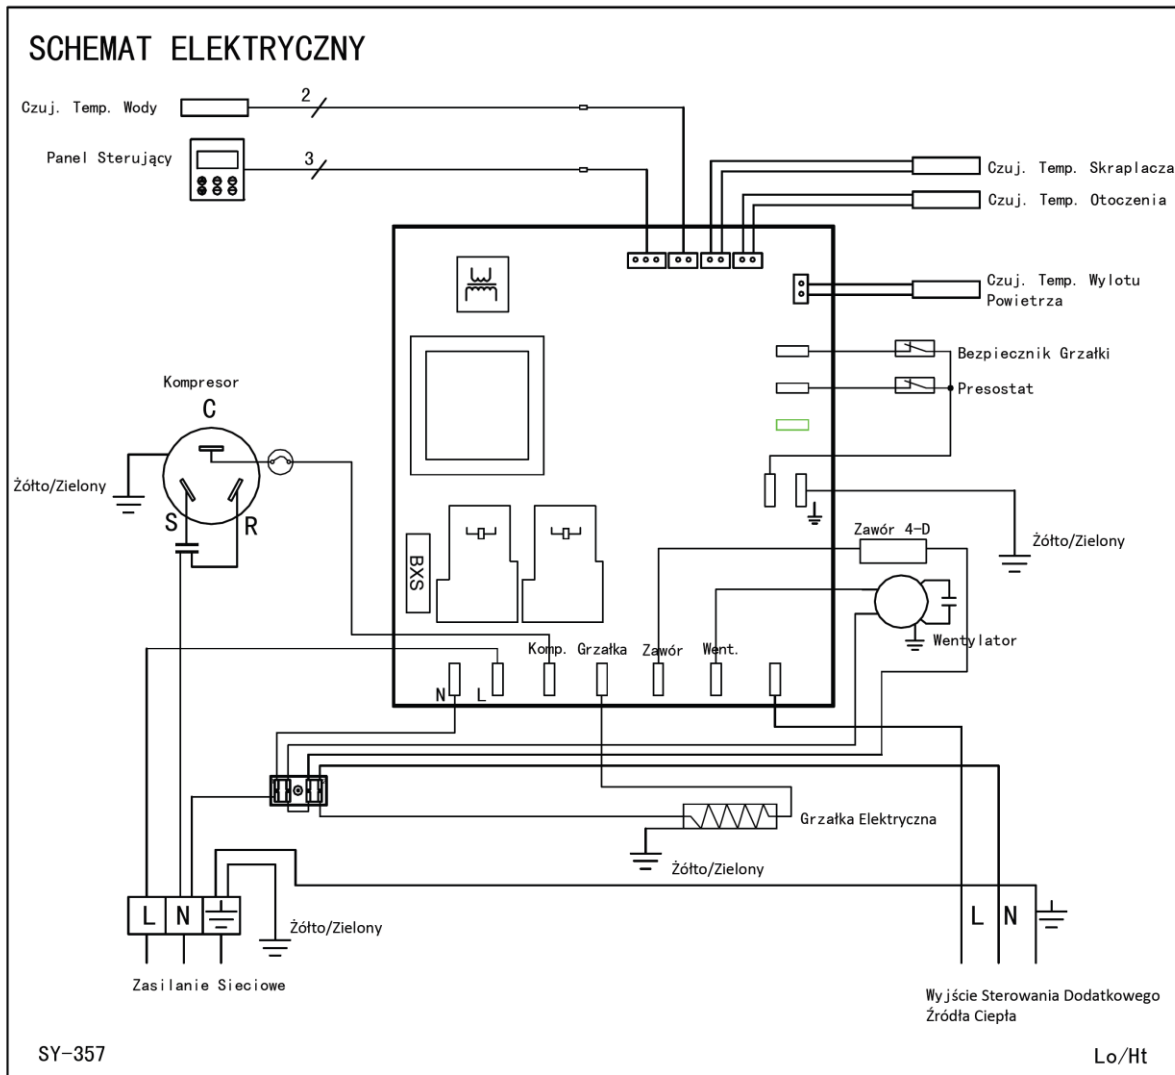 SCHEMAT ELEKTRYCZNY
Czuj. Temp. Wody
2
Panel Sterujący
3
Czuj. Temp. Skraplacza
Czuj. Temp. Otoczenia
Czuj. Temp. Wylotu
Powietrza
Bezpiecznik Grzałki
Presostat
Kompresor
C
S
R
Żółto/Zielony
BXS
Żółto/Zielony
Zawór 4-D
Wentylator
Komp.
Grzałka
Zawór
Went.
N
L
Grzałka Elektryczna
Żółto/Zielony
L
N
Żółto/Zielony
L
N
Zasilanie Sieciowe
Wyjście Sterowania Dodatkowego
Źródła Ciepła
SY-357
Lo/Ht